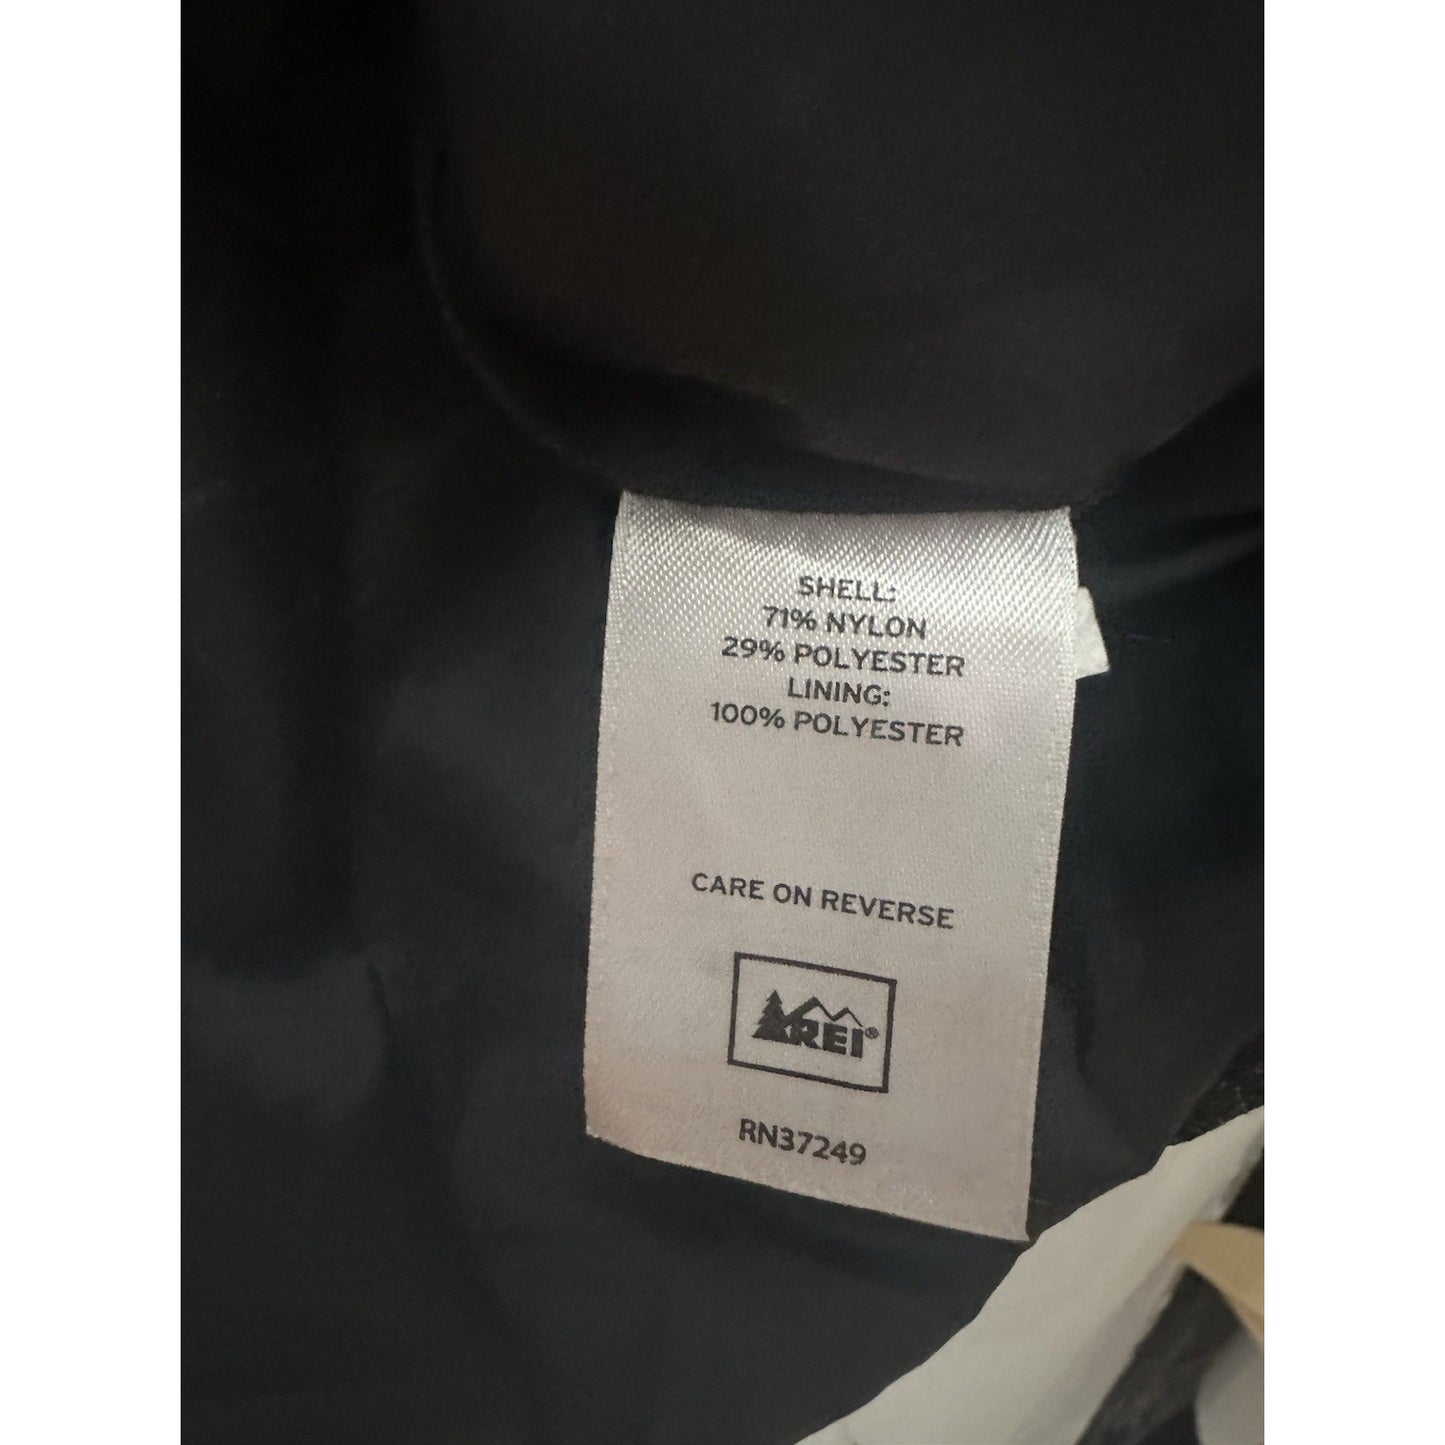 SHELL:
71% NYLON
29% POLYESTER
LINING:
100% POLYESTER
CARE ON REVERSE
REI®
RN37249